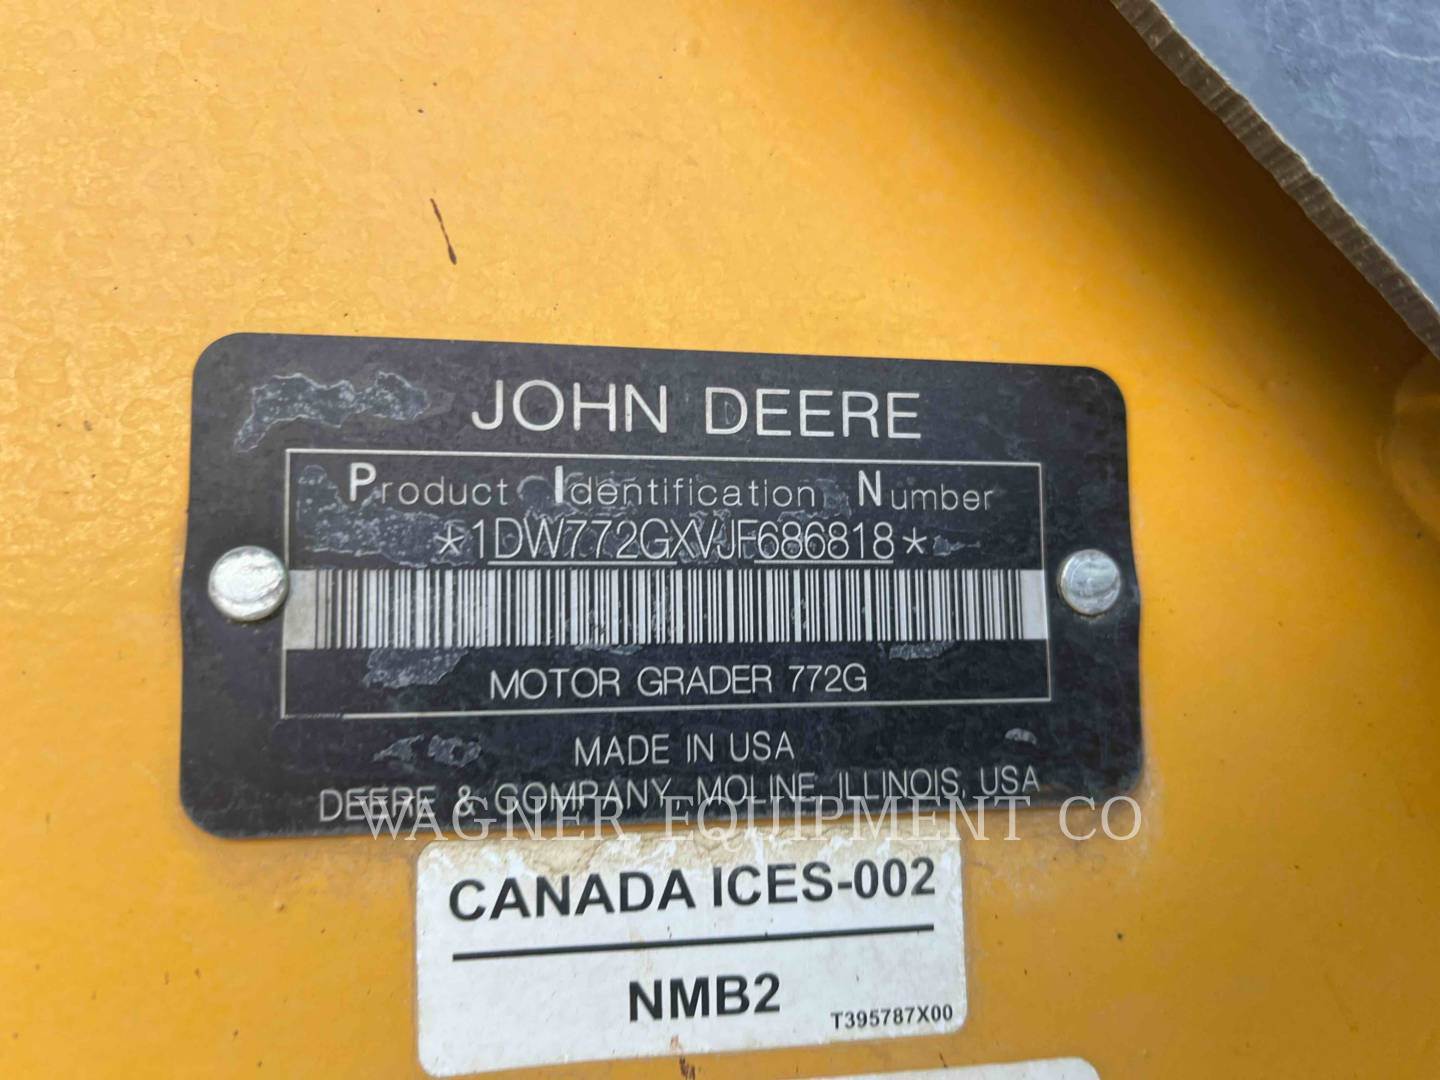 JOHN DEERE
Product Identification Number
*1DW772GXVJF686818*
MOTOR GRADER 772G
MADE IN USA
DEERE & COMPANY MOLINE, ILLINOIS, USA
WAGNER EQUIPMENT CO
CANADA ICES-002
NMB2
T395787X00